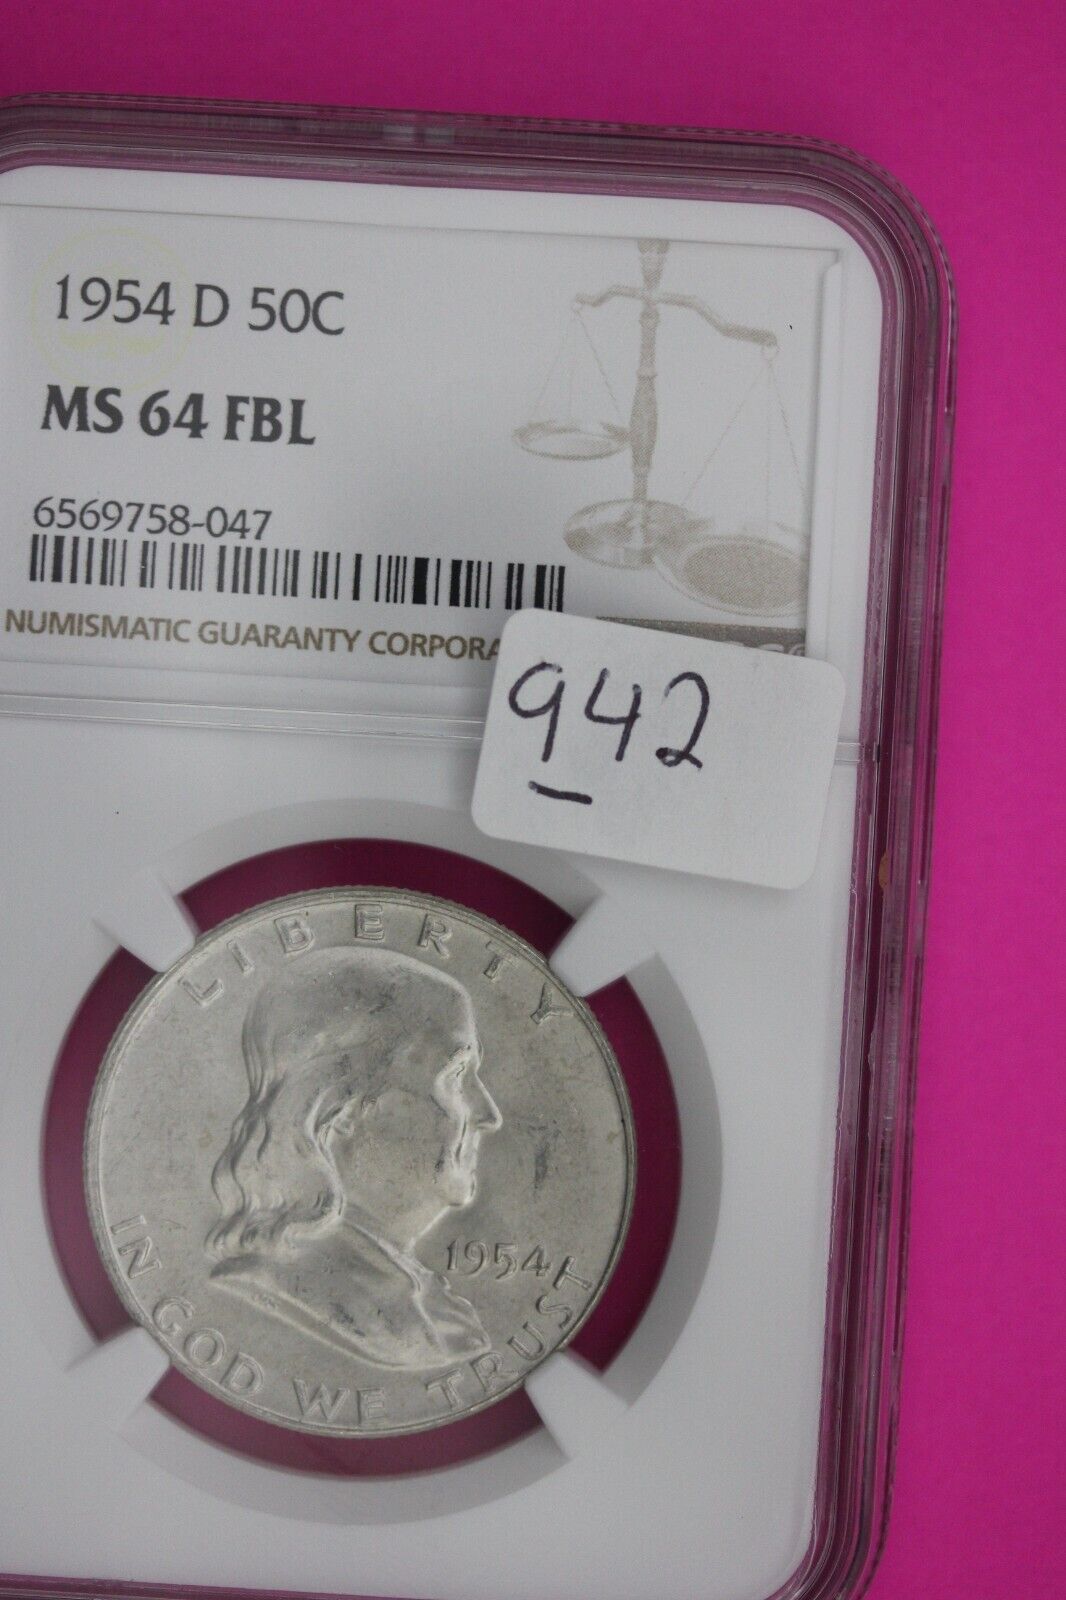 1954 D 50C
MS 64 FBL
6569758-047
NUMISMATIC GUARANTY CORPORA
942
LIBERTY
1954
IN GOD WE TRUST